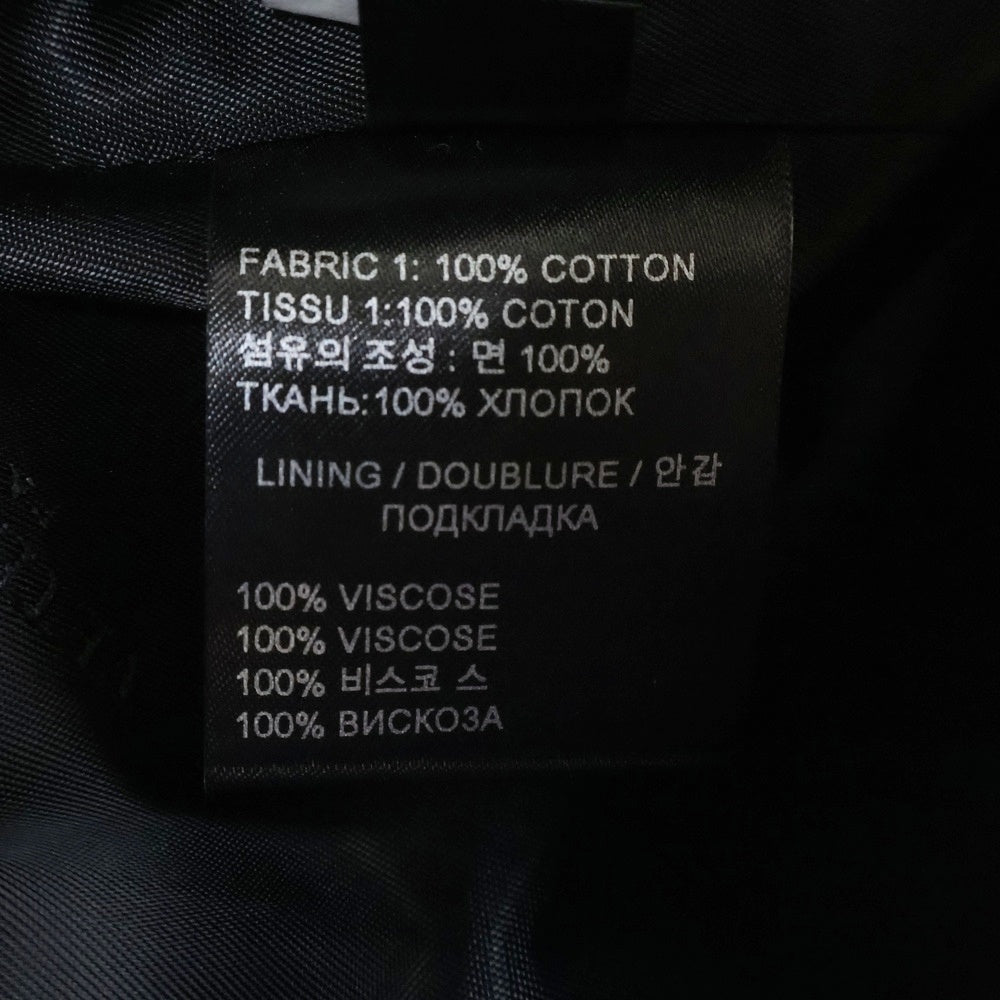 FABRIC 1: 100% COTTON
TISSU 1:100% COTON
섬유의 조성 : 면 100%
ТКАНЬ:100% ХЛОПОК
LINING / DOUBLURE / 안감
ПОДКЛАДКА
100% VISCOSE
100% VISCOSE
100% 비스코 스
100% ВИСКОЗА